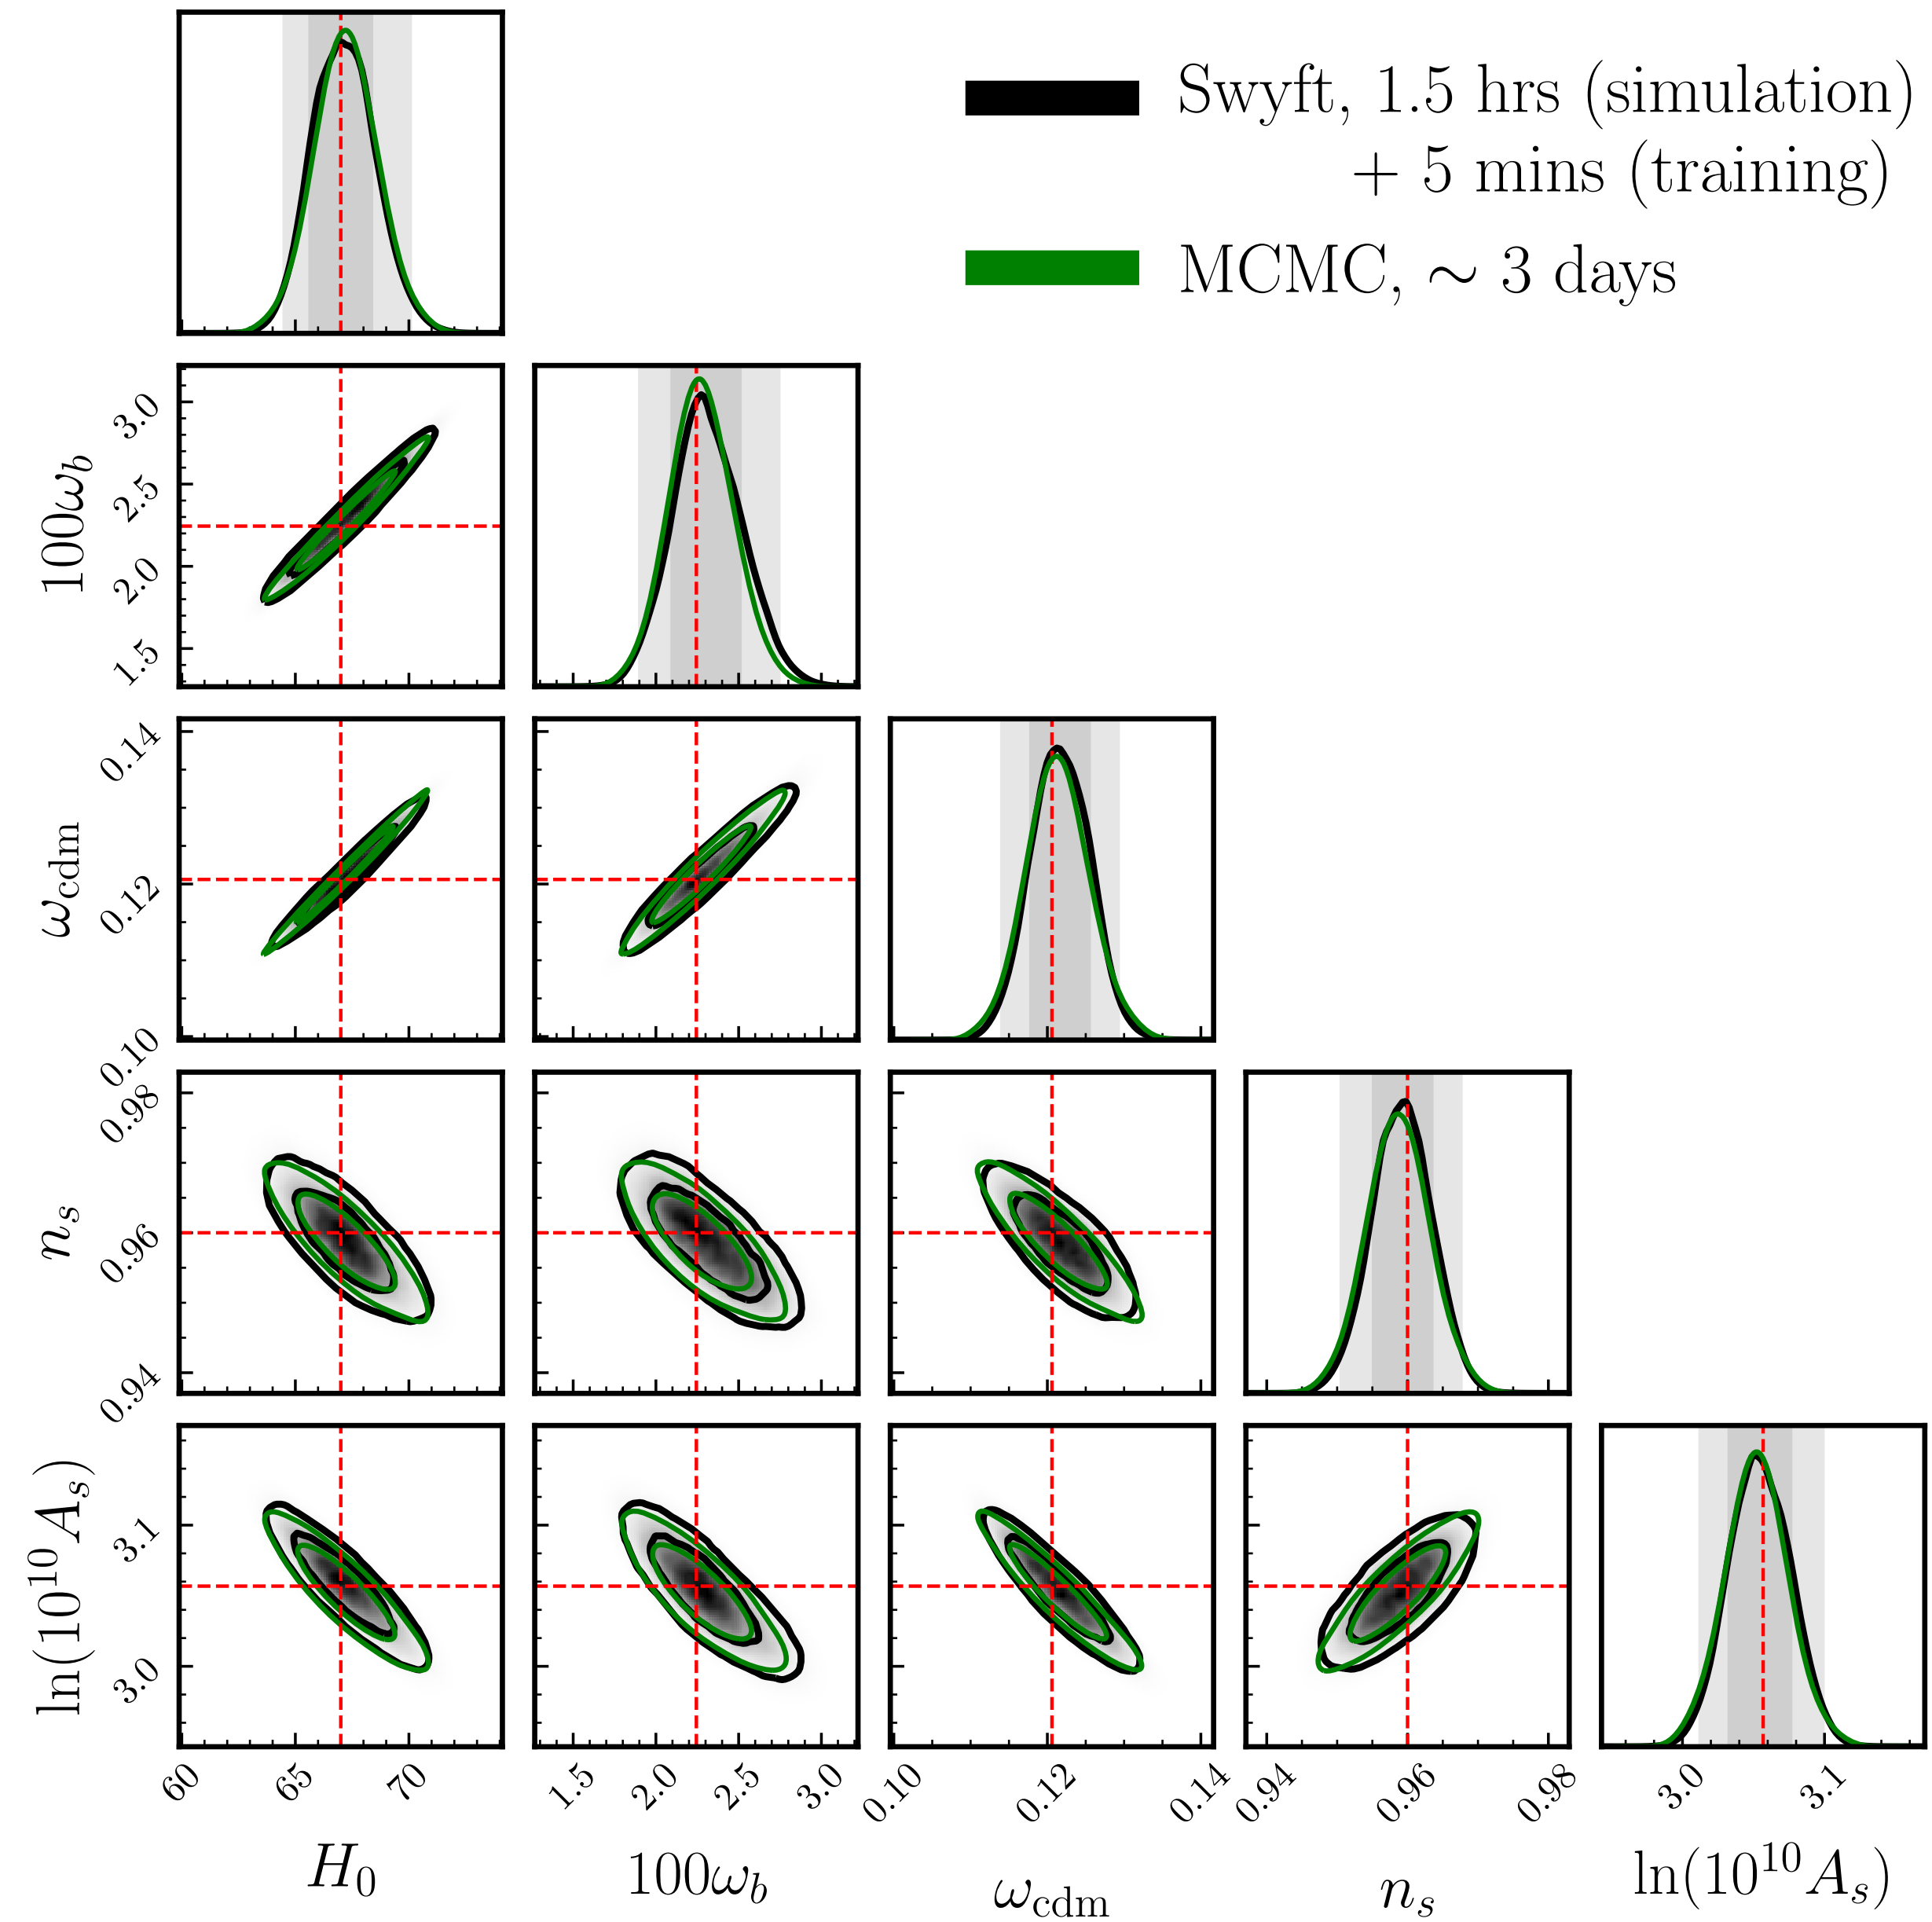 Swyft, 1.5 hrs (simulation)
+ 5 mins (training)
MCMC, ∼ 3 days
100ω_b
3.0
2.5
2.0
1.5
ω_cdm
0.14
0.12
0.10
n_s
0.98
0.96
0.94
ln(10^10 A_s)
3.1
3.0
60 65 70 1.5 2.0 2.5 3.0 0.10 0.12 0.14 0.94 0.96 0.98 3.0 3.1
H_0 100ω_b ω_cdm n_s ln(10^10 A_s)